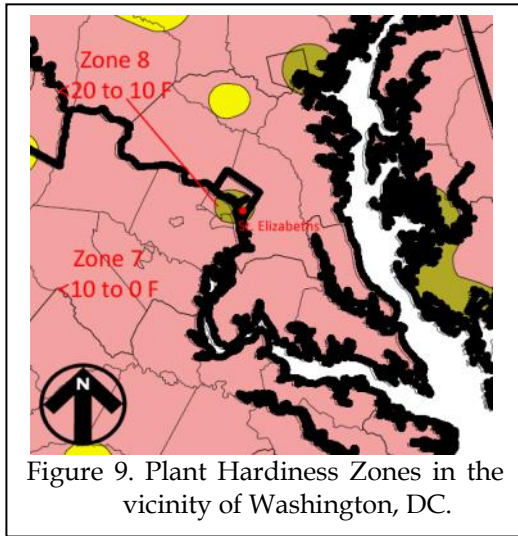 Zone 8
<20 to 10 F
St. Elizabeths
Zone 7
<10 to 0 F
N
Figure 9. Plant Hardiness Zones in the
vicinity of Washington, DC.